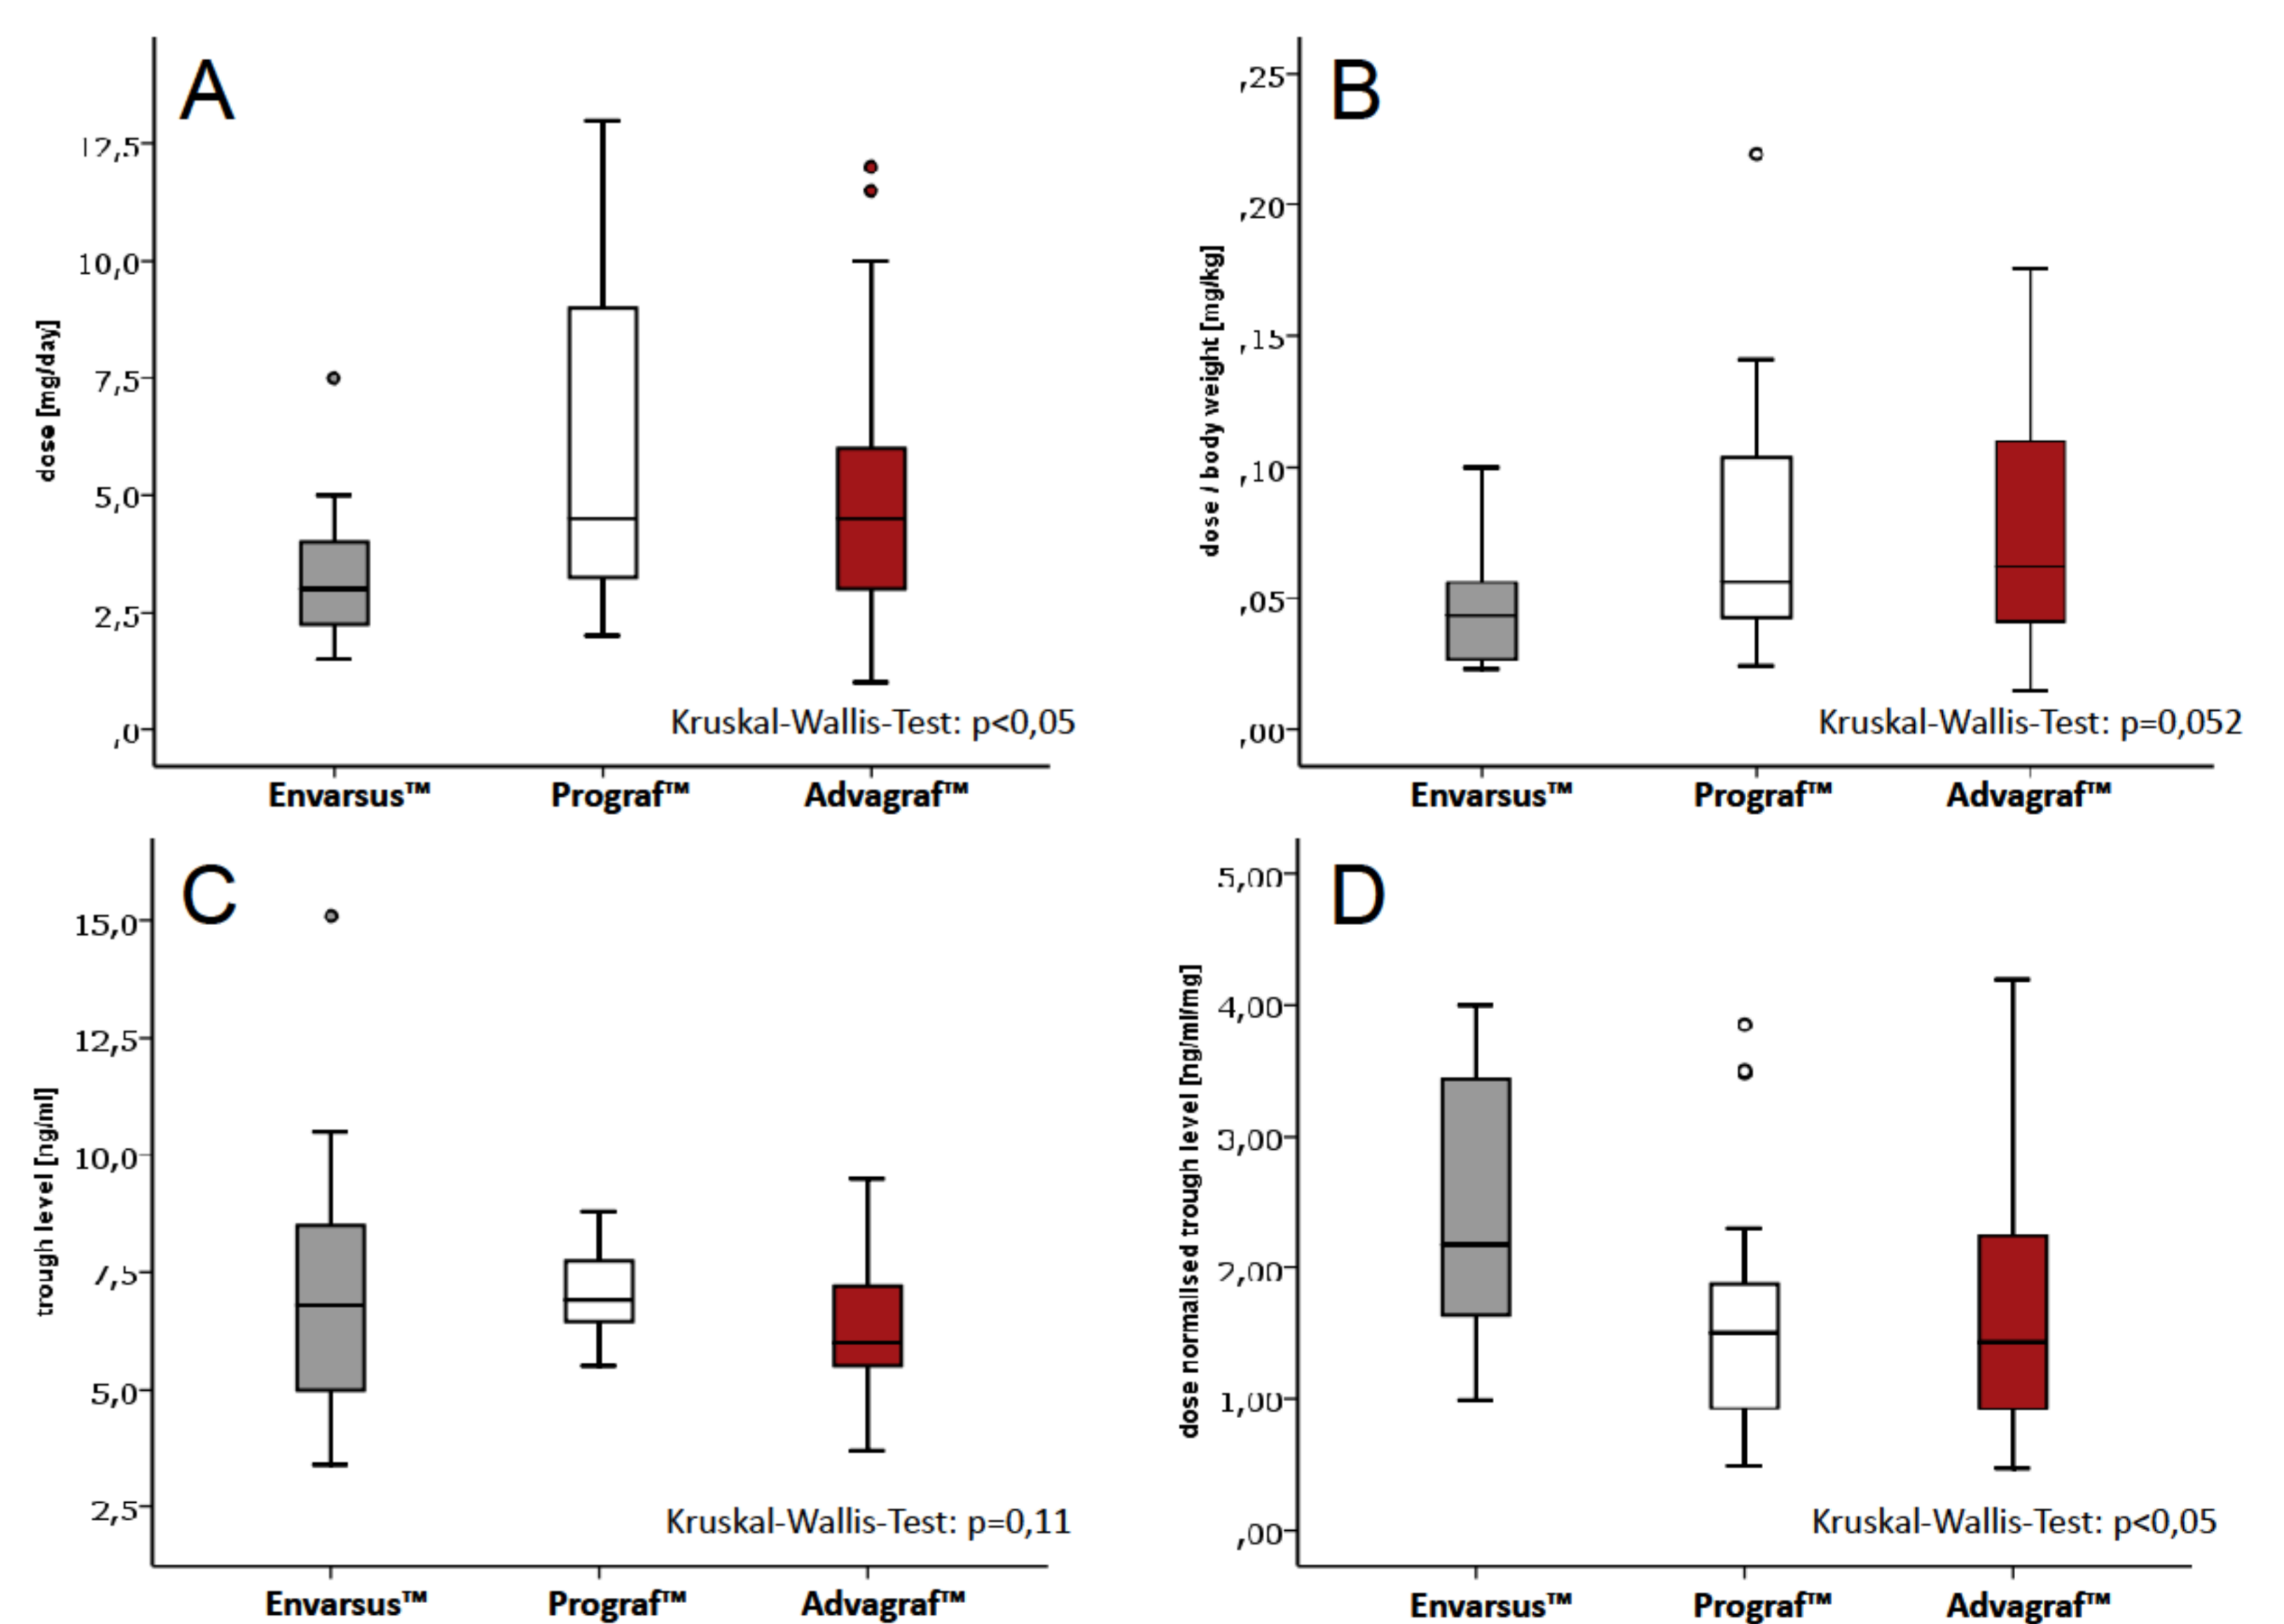 A
dose [mg/day]
12,5
10,0
7,5
5,0
2,5
,0
Kruskal-Wallis-Test: p<0,05
Envarsus™ Prograf™ Advagraf™
B
dose / body weight [mg/kg]
,25
,20
,15
,10
,05
,00
Kruskal-Wallis-Test: p=0,052
Envarsus™ Prograf™ Advagraf™
C
trough level [ng/ml]
15,0
12,5
10,0
7,5
5,0
2,5
Kruskal-Wallis-Test: p=0,11
Envarsus™ Prograf™ Advagraf™
D
dose normalised trough level [ng/ml/mg]
5,00
4,00
3,00
2,00
1,00
,00
Kruskal-Wallis-Test: p<0,05
Envarsus™ Prograf™ Advagraf™